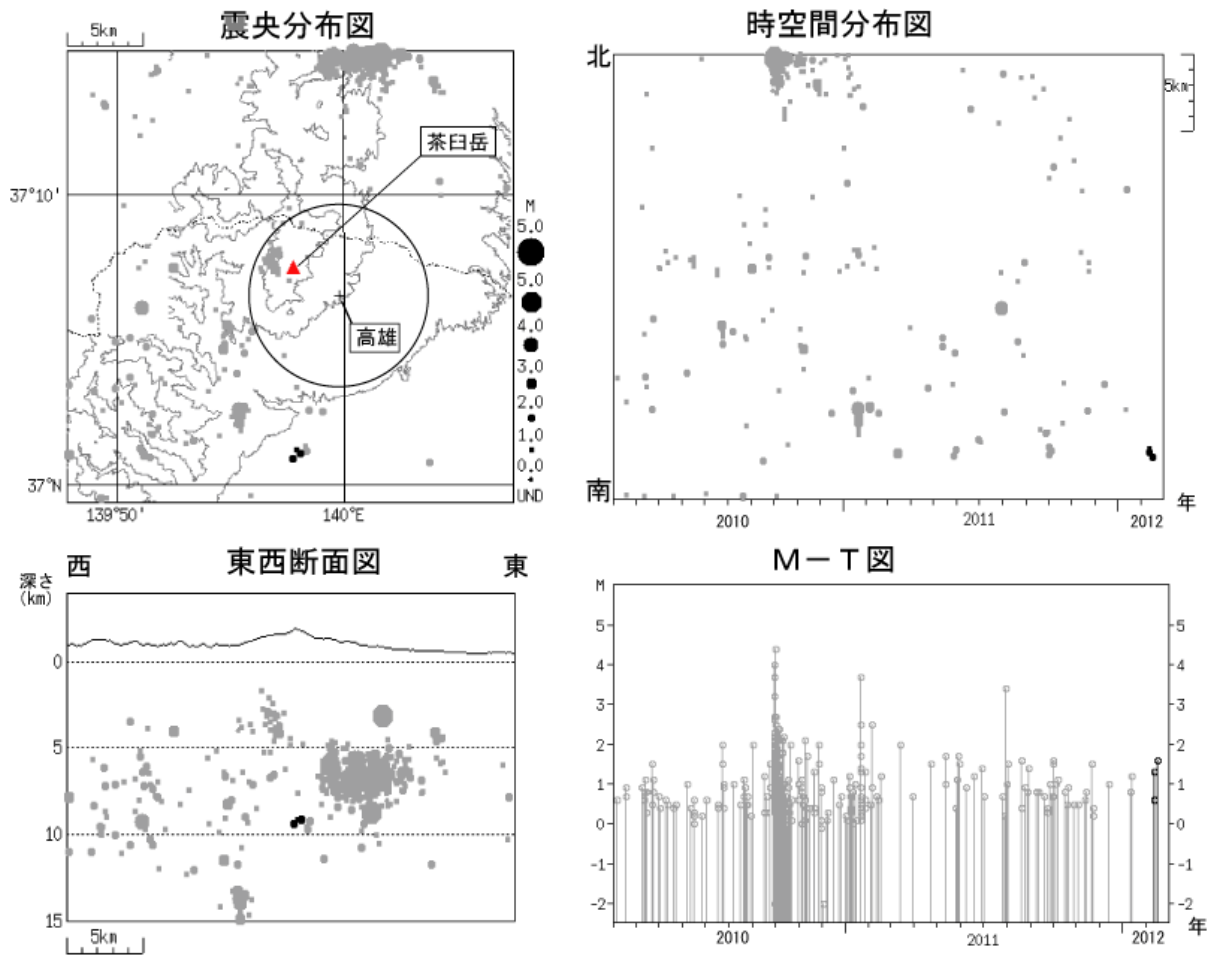 震央分布図
5km
茶臼岳
37°10'
高雄
37°N
139°50'
140°E
M
5.0
5.0
4.0
3.0
2.0
1.0
0.0
UND
時空間分布図
北
5km
南
2010
2011
2012
年
東西断面図
西
東
深さ
(km)
0
5
10
15
5km
M－T図
M
5
4
3
2
1
0
-1
-2
5
4
3
2
1
0
-1
-2
2010
2011
2012
年